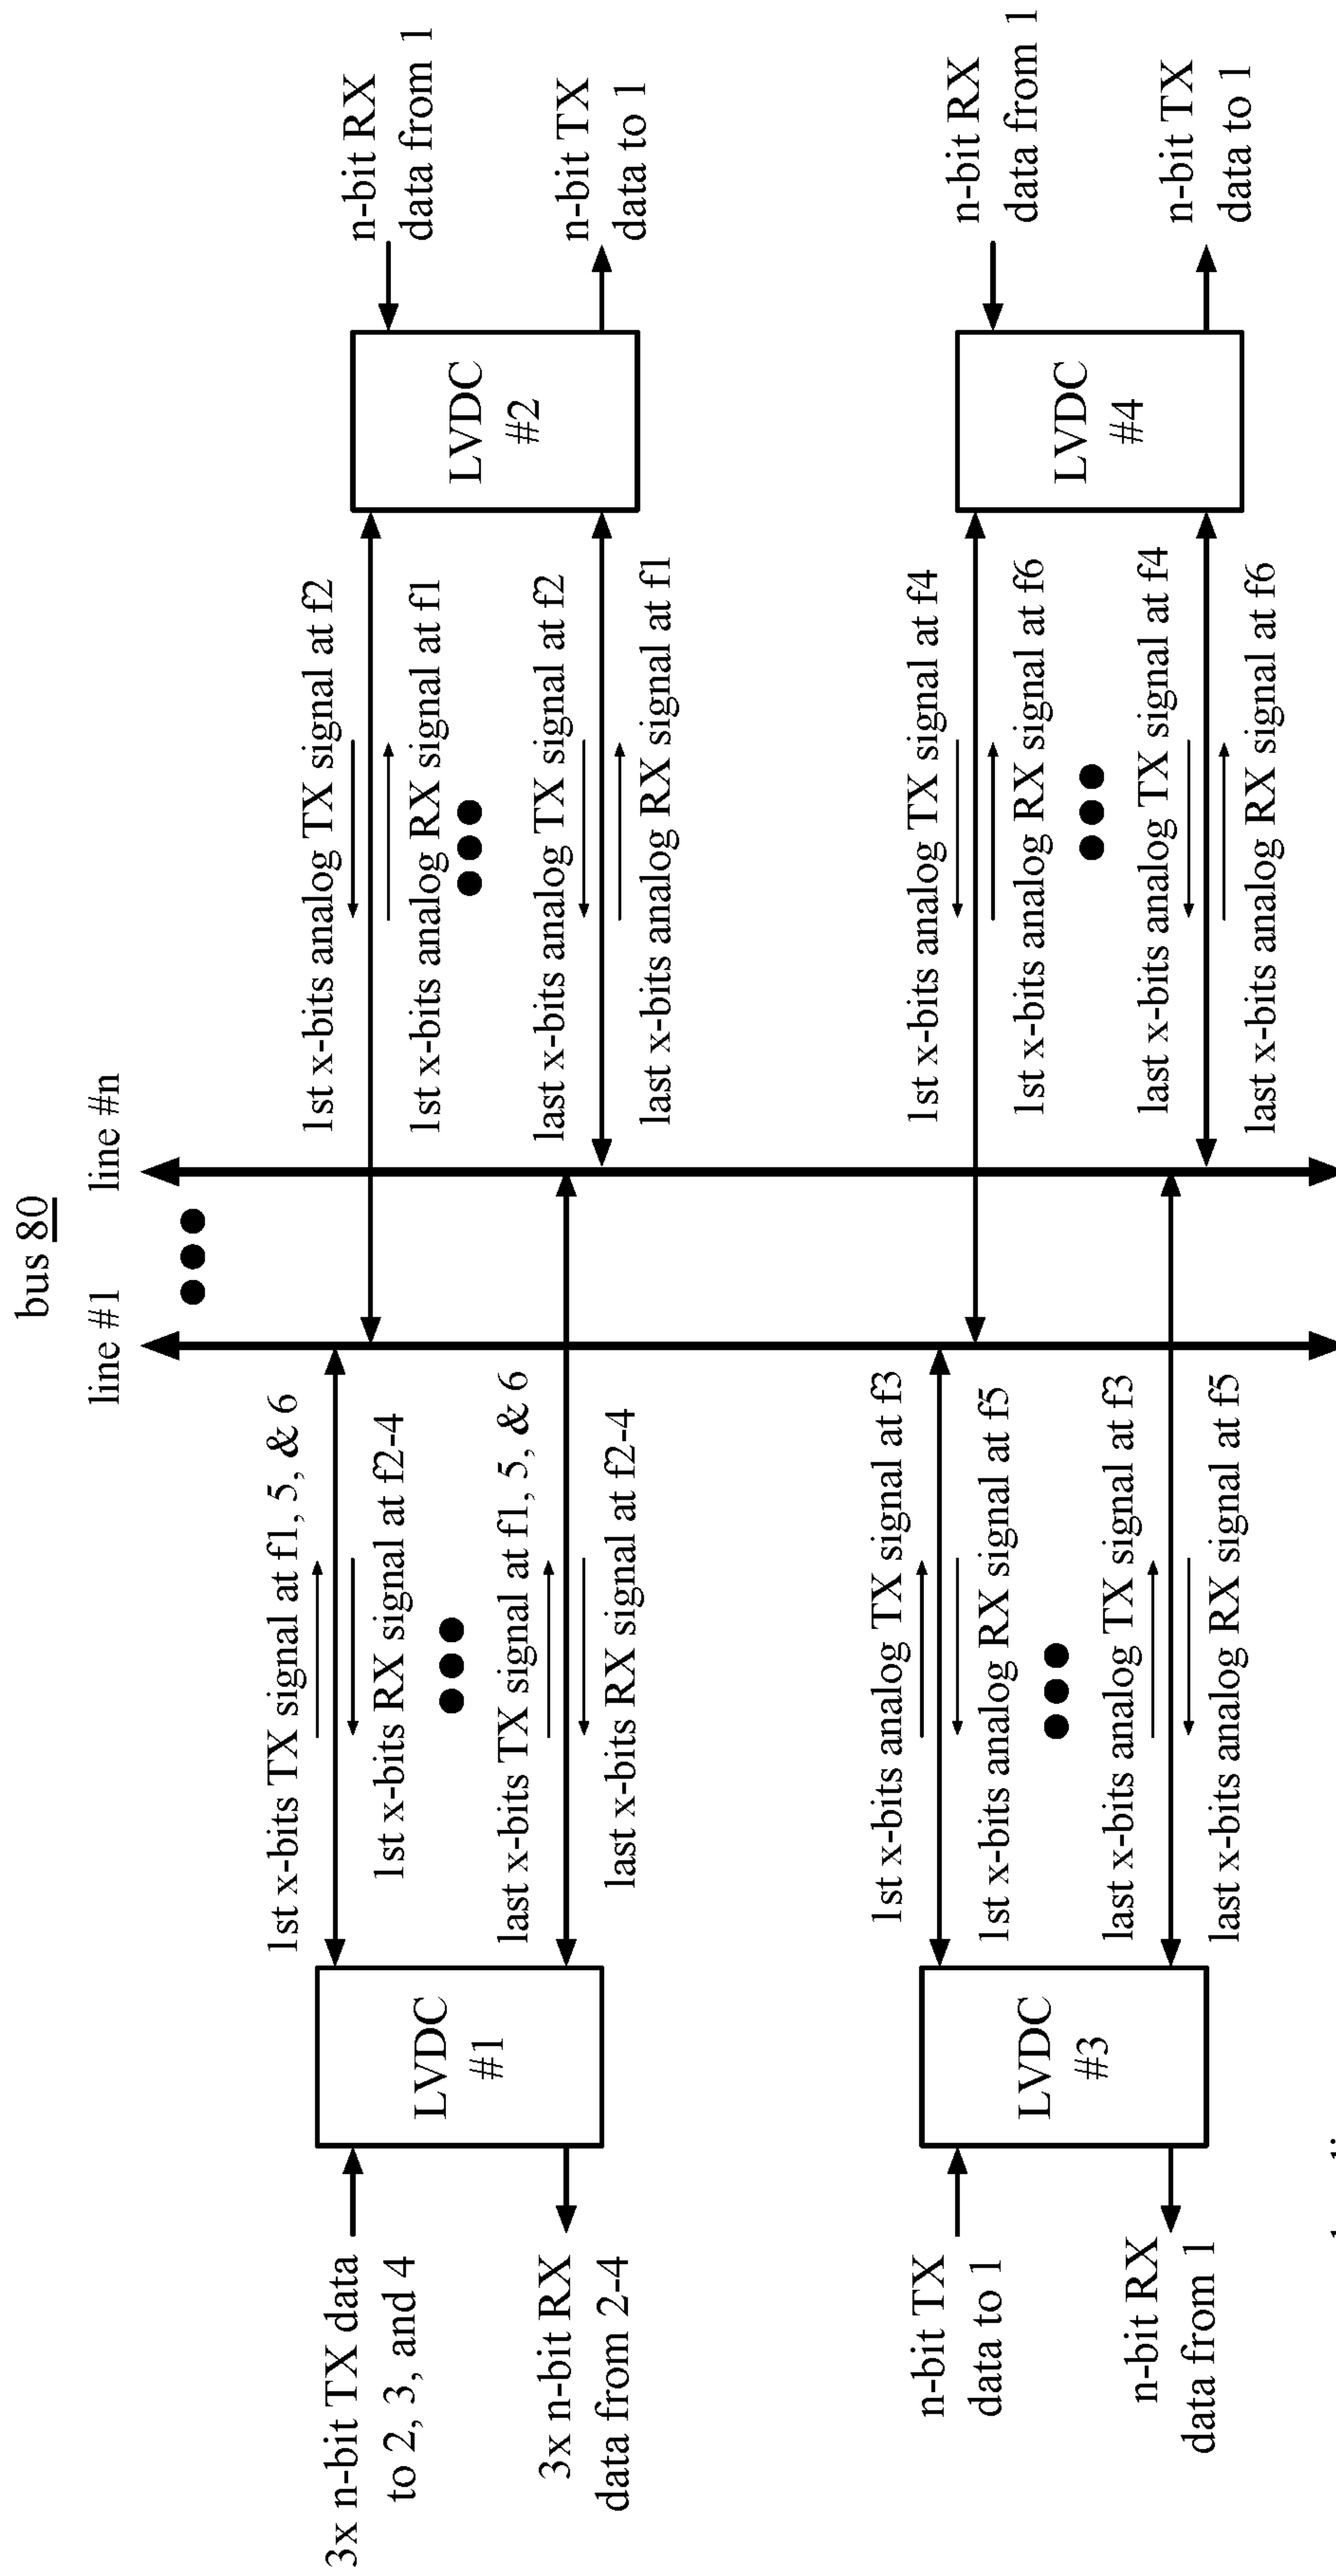 bus 80
line #1
line #n
3x n-bit TX data
to 2, 3, and 4
3x n-bit RX
data from 2-4
LVDC
#1
1st x-bits TX signal at f1, 5, & 6
1st x-bits RX signal at f2-4
last x-bits TX signal at f1, 5, & 6
last x-bits RX signal at f2-4
1st x-bits analog TX signal at f2
1st x-bits analog RX signal at f1
last x-bits analog TX signal at f2
last x-bits analog RX signal at f1
LVDC
#2
n-bit RX
data from 1
n-bit TX
data to 1
n-bit TX
data to 1
n-bit RX
data from 1
LVDC
#3
1st x-bits analog TX signal at f3
1st x-bits analog RX signal at f5
last x-bits analog TX signal at f3
last x-bits analog RX signal at f5
1st x-bits analog TX signal at f4
1st x-bits analog RX signal at f6
last x-bits analog TX signal at f4
last x-bits analog RX signal at f6
LVDC
#4
n-bit RX
data from 1
n-bit TX
data to 1